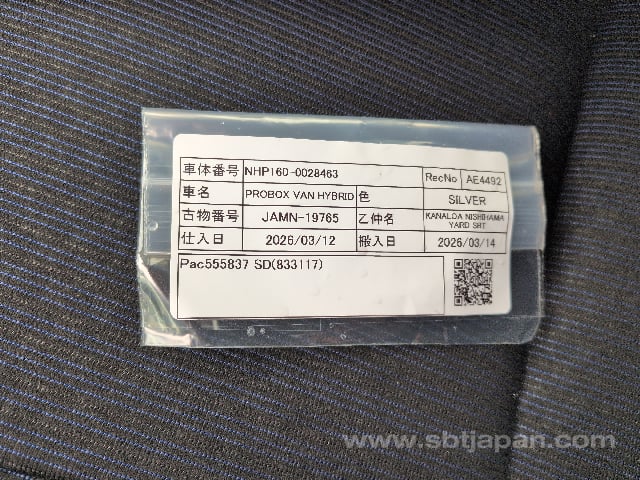 車体番号 NHP160-0028463 RecNo AE4492
車名 PROBOX VAN HYBRID 色 SILVER
古物番号 JAMN-19765 乙仲名 KANALOA NISHIHAMA
YAIRD SBT
仕入日 2026/03/12 搬入日 2026/03/14
Pac555837 SD(833117)
www.sbtjapan.com